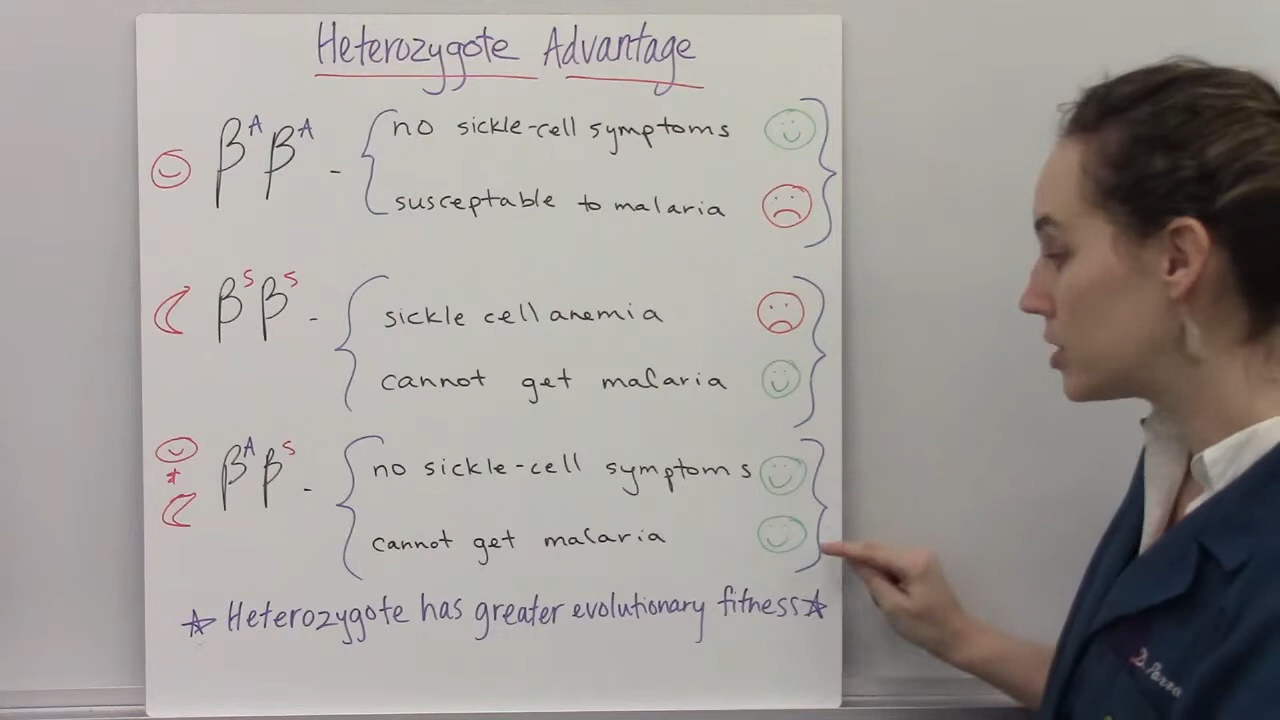 Heterozygote Advantage
βᴬβᴬ - no sickle-cell symptoms
susceptable to malaria
βˢβˢ - sickle cell anemia
cannot get malaria
+ βᴬβˢ - no sickle-cell symptoms
cannot get malaria
☆ Heterozygote has greater evolutionary fitness ☆
D. Parra